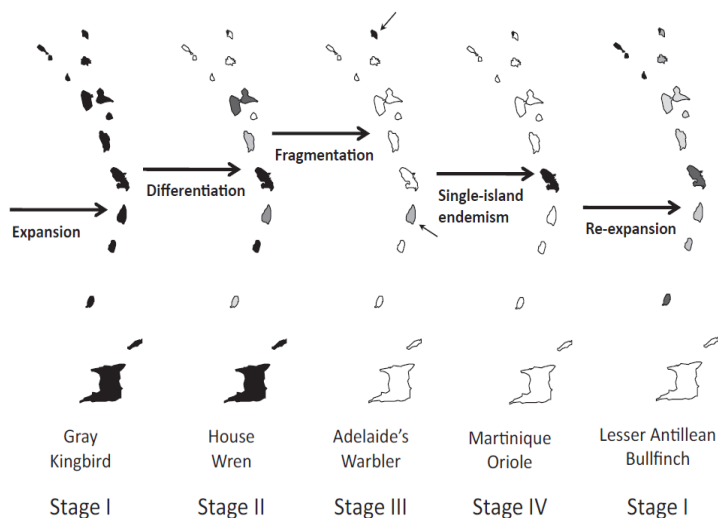 Fragmentation
Differentiation
Single-island
endemism
Expansion
Re-expansion
Gray
Kingbird
House
Wren
Adelaide's
Warbler
Martinique
Oriole
Lesser Antillean
Bullfinch
Stage I
Stage II
Stage III
Stage IV
Stage I